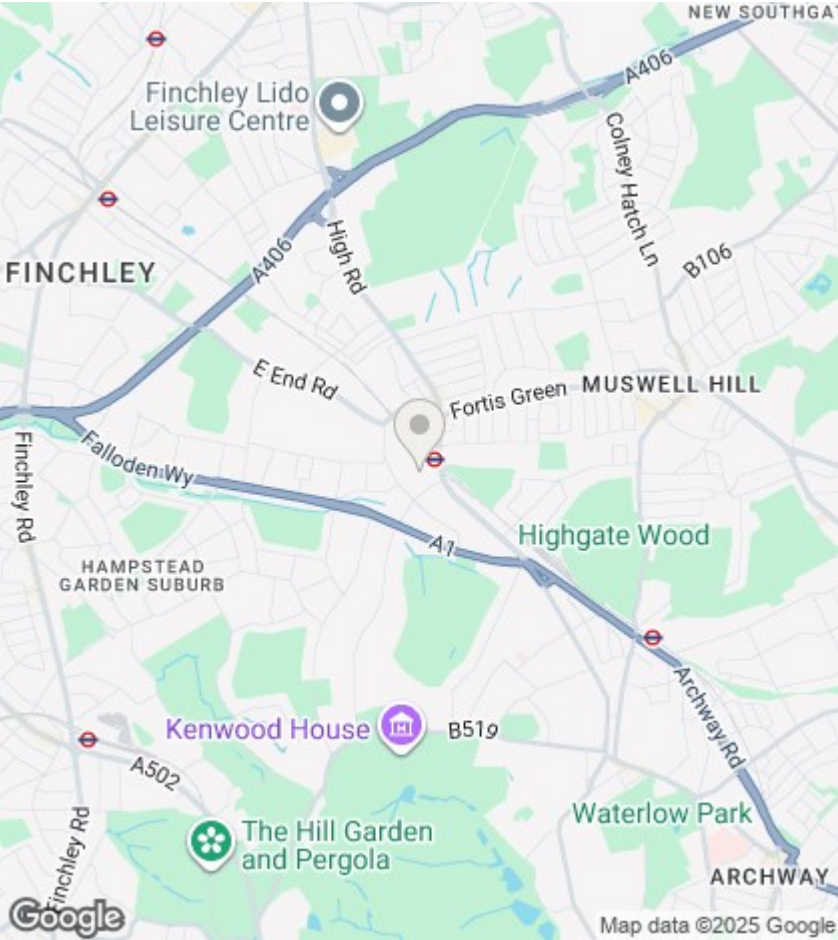 NEW SOUTHGA
A406
Finchley Lido
Leisure Centre
Colney Hatch Ln
High Rd
A406
B106
FINCHLEY
E End Rd
Fortis Green
MUSWELL HILL
Falloden Wy
Finchley Rd
A1
Highgate Wood
HAMPSTEAD
GARDEN SUBURB
Archway Rd
Kenwood House
B519
A502
Waterlow Park
The Hill Garden
and Pergola
Finchley Rd
ARCHWAY
Google
Map data ©2025 Google